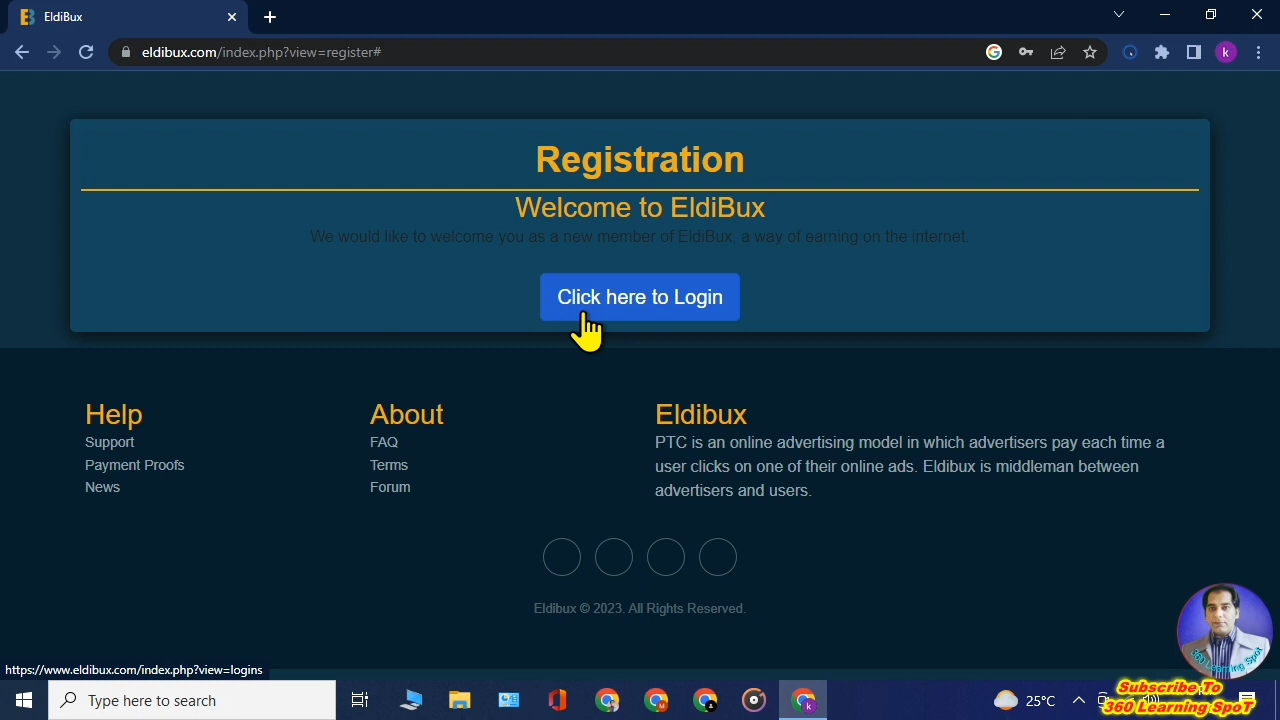 EldiBux
eldibux.com/index.php?view=register#
k
Registration
Welcome to EldiBux
We would like to welcome you as a new member of EldiBux, a way of earning on the internet.
Click here to Login
Help
Support
Payment Proofs
News
About
FAQ
Terms
Forum
Eldibux
PTC is an online advertising model in which advertisers pay each time a
user clicks on one of their online ads. Eldibux is middleman between
advertisers and users.
Eldibux © 2023. All Rights Reserved.
360 Learning Spot
https://www.eldibux.com/index.php?view=logins
Type here to search
25°C
Subscribe To
360 Learning SpoT